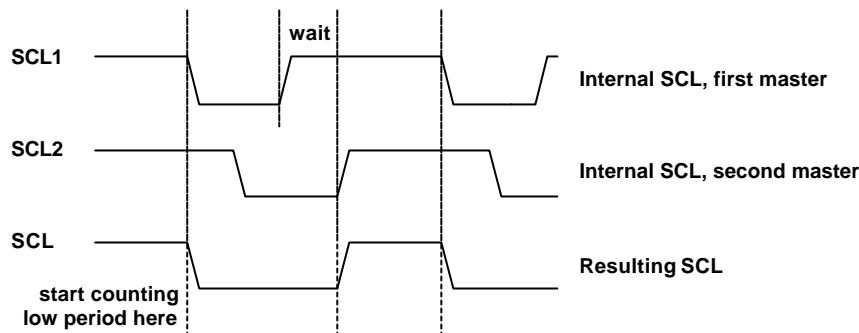 wait
SCL1
Internal SCL, first master
SCL2
Internal SCL, second master
SCL
Resulting SCL
start counting
low period here